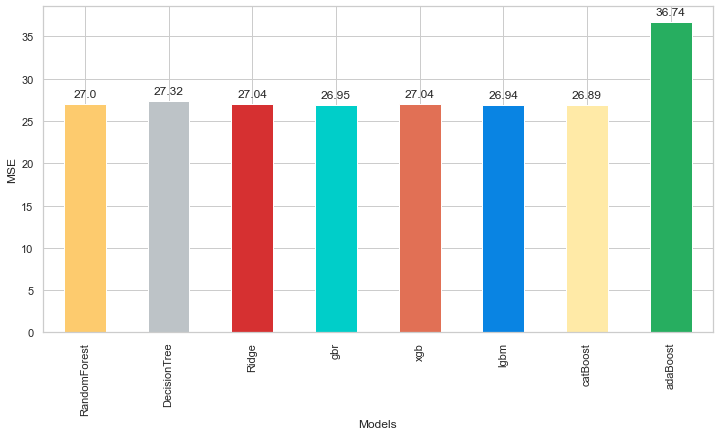 36.74
27.0
27.32
27.04
26.95
27.04
26.94
26.89
MSE
35
30
25
20
15
10
5
0
RandomForest
DecisionTree
Ridge
gbr
xgb
lgbm
catBoost
adaBoost
Models